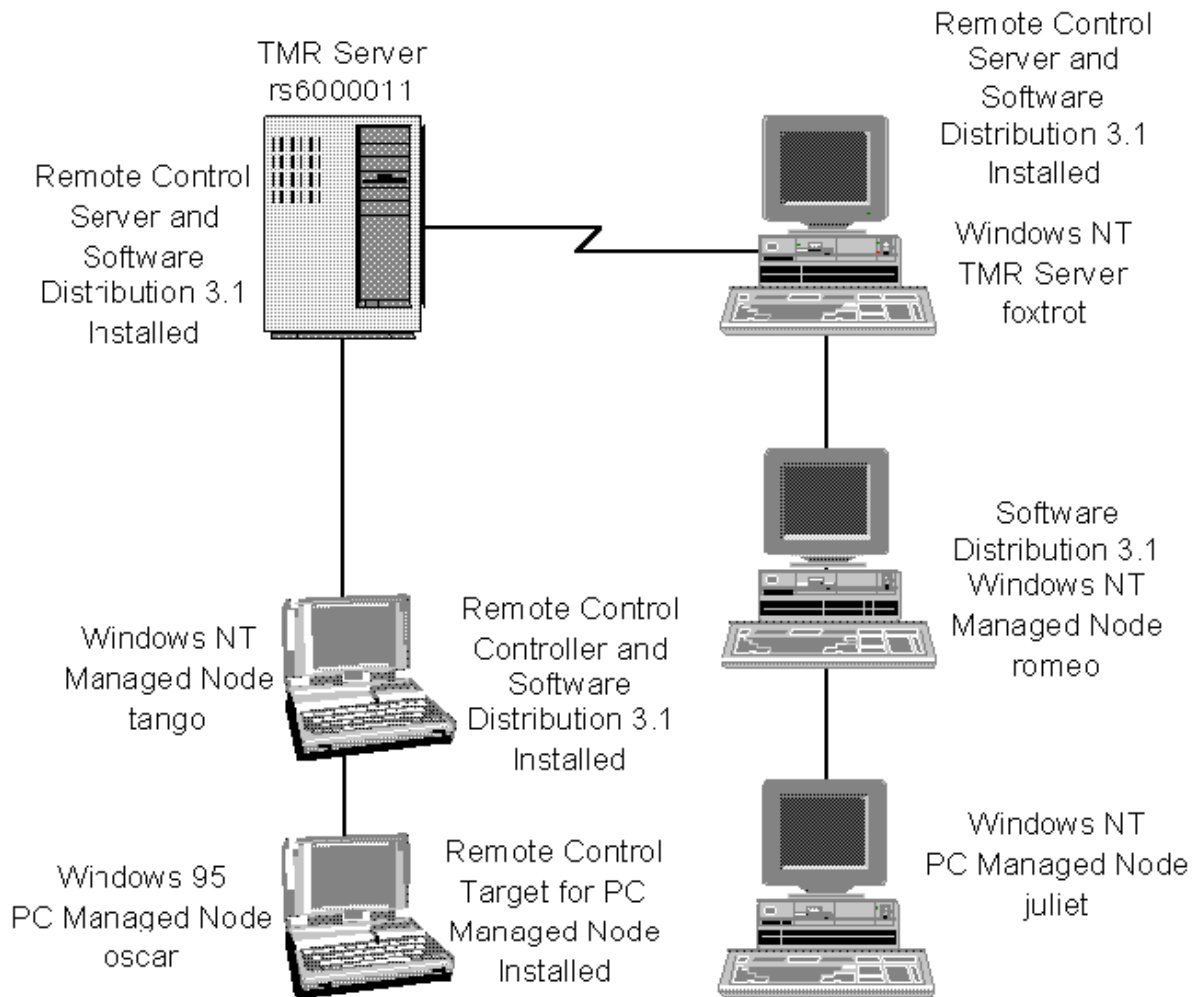 TMR Server
rs6000011
Remote Control
Server and
Software
Distribution 3.1
Installed
Remote Control
Server and
Software
Distribution 3.1
Installed
Windows NT
TMR Server
foxtrot
Windows NT
Managed Node
tango
Remote Control
Controller and
Software
Distribution 3.1
Installed
Software
Distribution 3.1
Windows NT
Managed Node
romeo
Windows 95
PC Managed Node
oscar
Remote Control
Target for PC
Managed Node
Installed
Windows NT
PC Managed Node
juliet